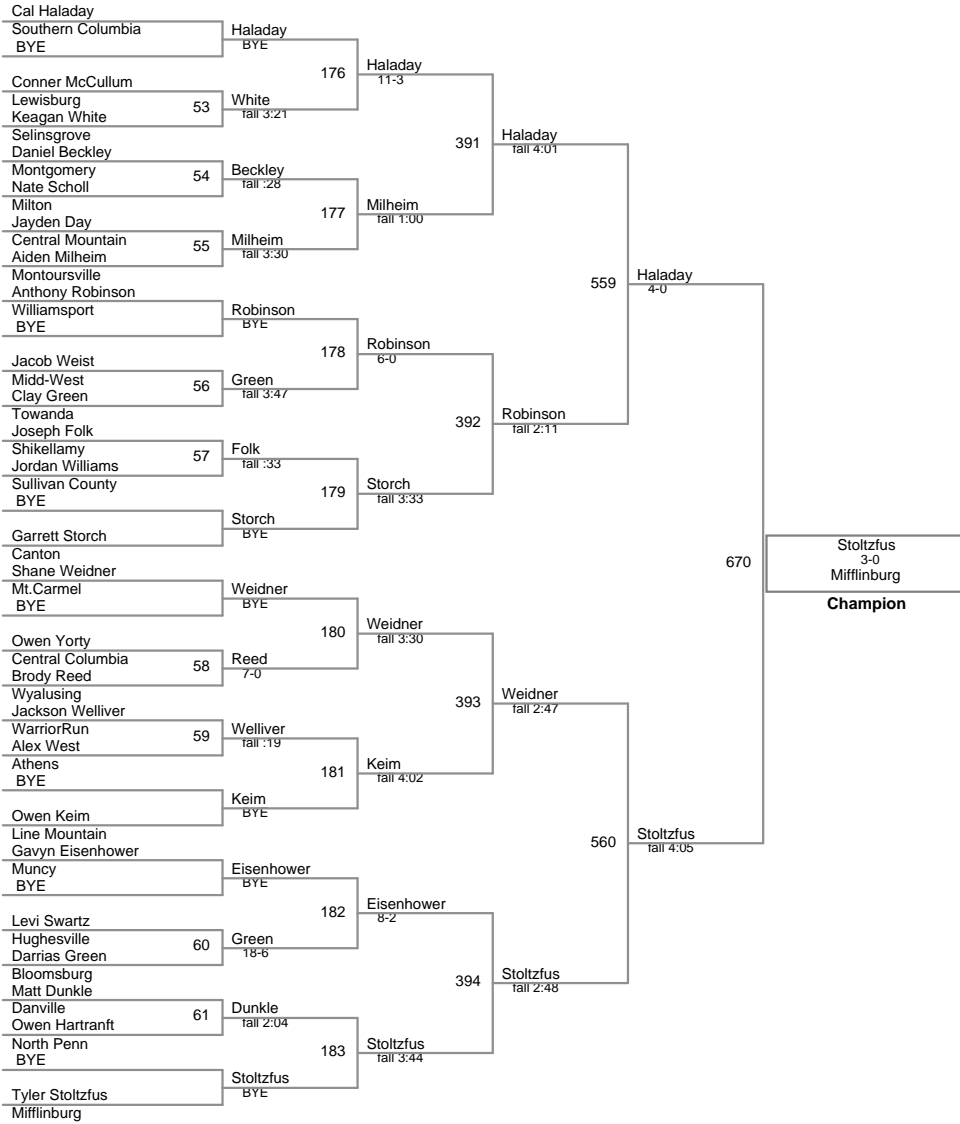 Cal Haladay
Southern Columbia
BYE
Conner McCullum
Lewisburg
Keagan White
Selinsgrove
Daniel Beckley
Montgomery
Nate Scholl
Milton
Jayden Day
Central Mountain
Aiden Milheim
Montoursville
Anthony Robinson
Williamsport
BYE
Jacob Weist
Midd-West
Clay Green
Towanda
Joseph Folk
Shikellamy
Jordan Williams
Sullivan County
BYE
Garrett Storch
Canton
Shane Weidner
Mt.Carmel
BYE
Owen Yorty
Central Columbia
Brody Reed
Wyalusing
Jackson Welliver
WarriorRun
Alex West
Athens
BYE
Owen Keim
Line Mountain
Gavyn Eisenhower
Muncy
BYE
Levi Swartz
Hughesville
Darrias Green
Bloomsburg
Matt Dunkle
Danville
Owen Hartranft
North Penn
BYE
Tyler Stoltzfus
Mifflinburg
53
54
55
56
57
58
59
60
61
Haladay
BYE
White
fall 3:21
Beckley
fall :28
Milheim
fall 3:30
Robinson
BYE
Green
fall 3:47
Folk
fall :33
Storch
BYE
Weidner
BYE
Reed
7-0
Welliver
fall :19
Keim
BYE
Eisenhower
BYE
Green
18-6
Dunkle
fall 2:04
Stoltzfus
BYE
176
177
178
179
180
181
182
183
Haladay
11-3
Milheim
fall 1:00
Robinson
6-0
Storch
fall 3:33
Weidner
fall 3:30
Keim
fall 4:02
Eisenhower
8-2
Stoltzfus
fall 3:44
391
392
393
394
Haladay
fall 4:01
Robinson
fall 2:11
Weidner
fall 2:47
Stoltzfus
fall 2:48
559
560
Haladay
4-0
Stoltzfus
fall 4:05
670
Stoltzfus
3-0
Mifflinburg
Champion